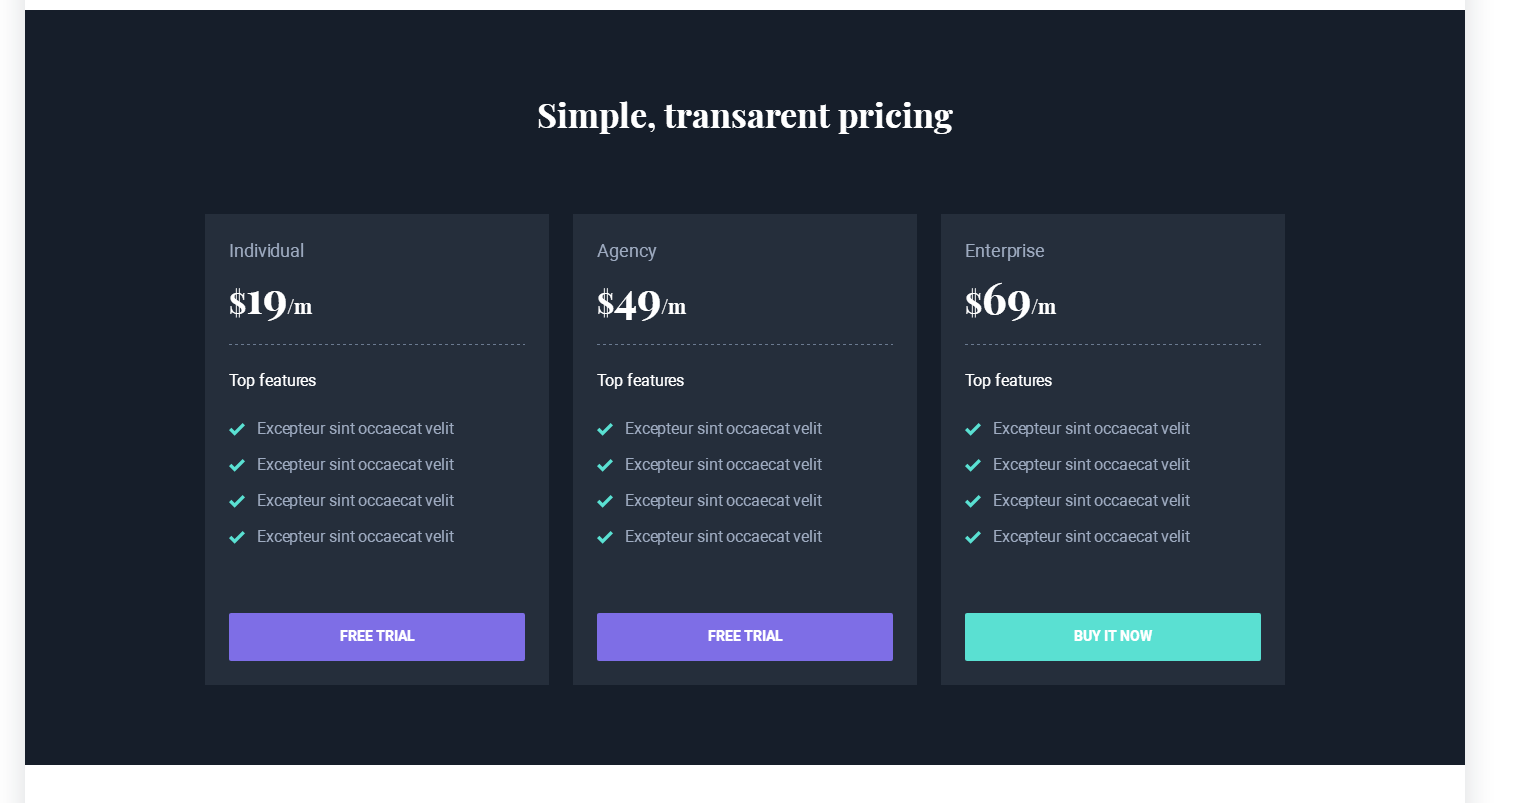 Simple, transarent pricing
Individual
$19/m
Top features
Excepteur sint occaecat velit
Excepteur sint occaecat velit
Excepteur sint occaecat velit
Excepteur sint occaecat velit
FREE TRIAL
Agency
$49/m
Top features
Excepteur sint occaecat velit
Excepteur sint occaecat velit
Excepteur sint occaecat velit
Excepteur sint occaecat velit
FREE TRIAL
Enterprise
$69/m
Top features
Excepteur sint occaecat velit
Excepteur sint occaecat velit
Excepteur sint occaecat velit
Excepteur sint occaecat velit
BUY IT NOW